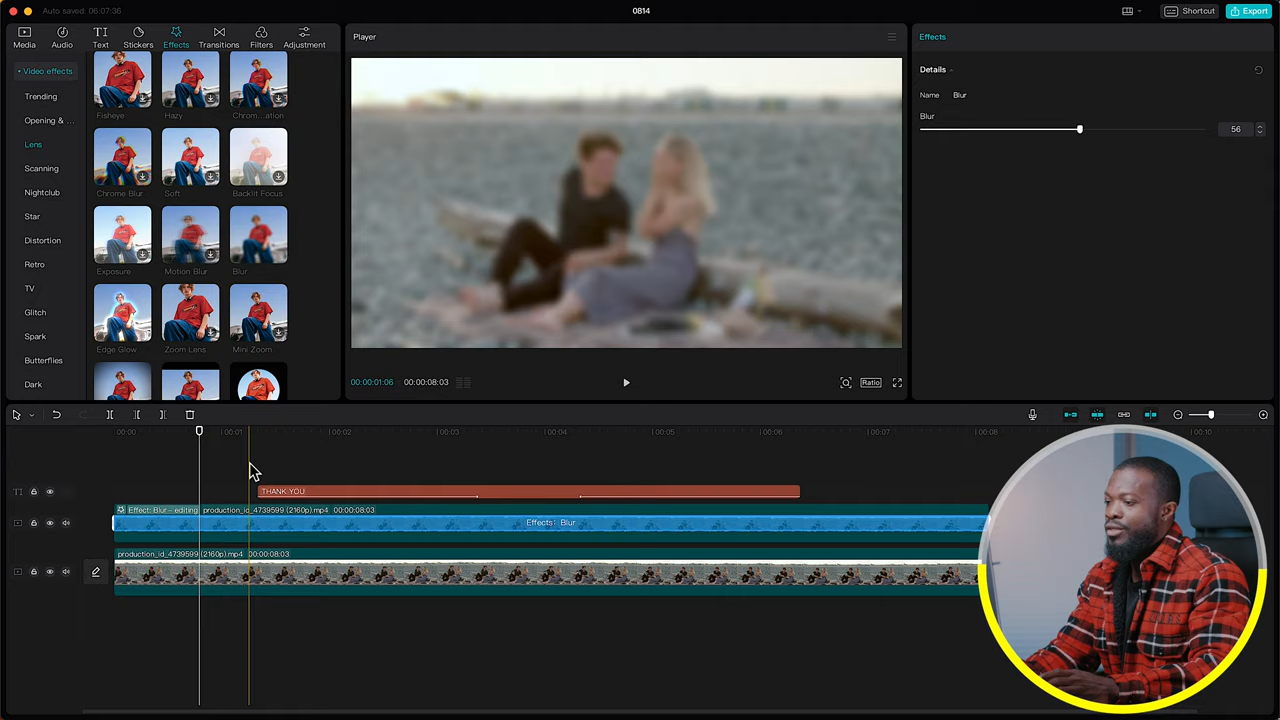 Auto saved: 06:07:36
0814
Shortcut
Export
Media
Audio
Text
Stickers
Effects
Transitions
Filters
Adjustment
Video effects
Trending
Opening & ...
Lens
Scanning
Nightclub
Star
Distortion
Retro
TV
Glitch
Spark
Butterflies
Dark
Fisheye
Hazy
Chrom...ation
Chrome Blur
Soft
Backlit Focus
Exposure
Motion Blur
Blur
Edge Glow
Zoom Lens
Mini Zoom
Player
00:00:01:06
00:00:08:03
Ratio
Effects
Details
Name Blur
Blur
56
00:00 00:01 00:02 00:03 00:04 00:05 00:06 00:07 00:08 00:10
THANK YOU
Effect: Blur – editing production_id_4739599 (2160p).mp4 00:00:08:03
Effects: Blur
production_id_4739599 (2160p).mp4 00:00:08:03